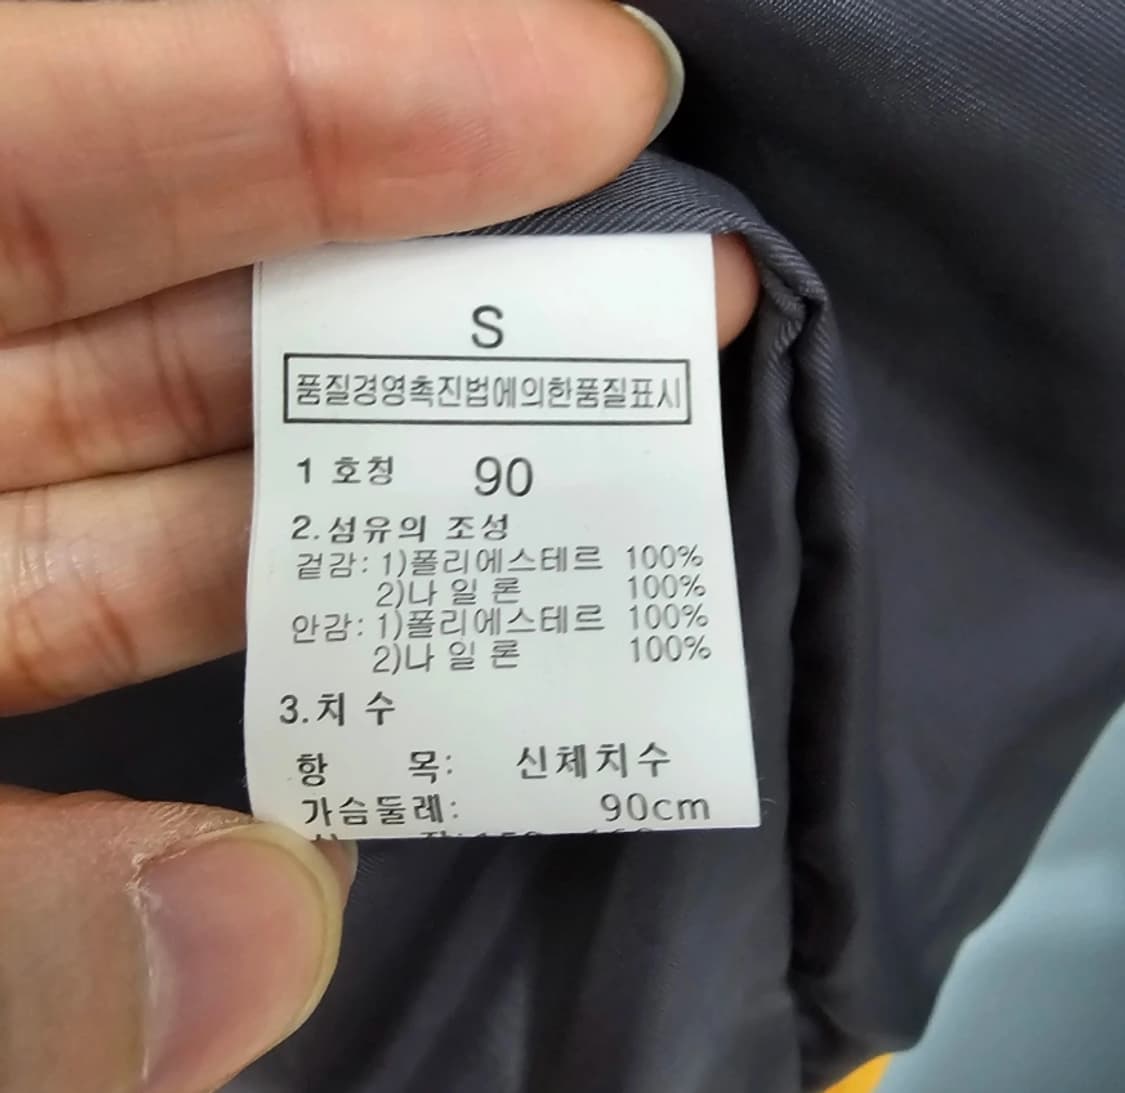 S
품질경영촉진법에의한품질표시
1 호칭 90
2.섬유의 조성
겉감: 1)폴리에스테르 100%
2)나 일 론 100%
안감: 1)폴리에스테르 100%
2)나 일 론 100%
3.치 수
항 목: 신체치수
가슴둘레: 90cm